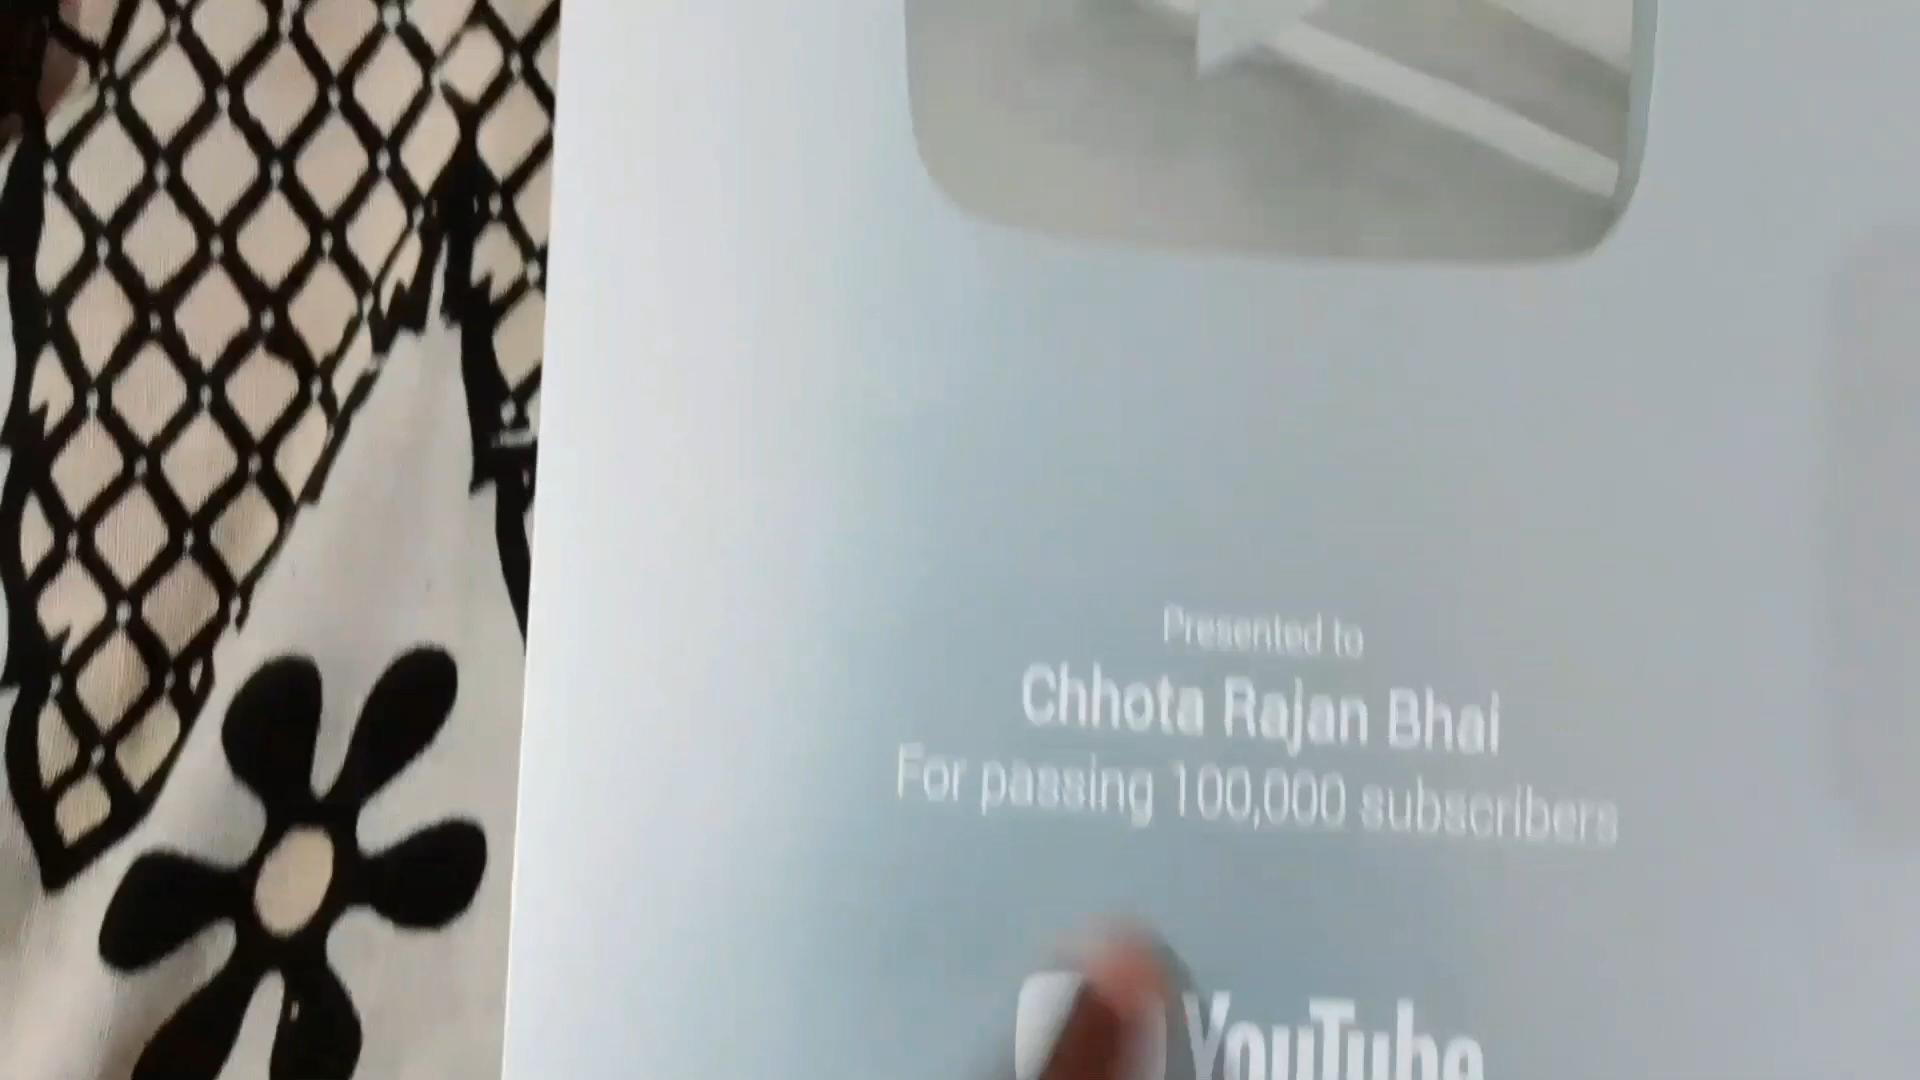 Presented to
Chhota Rajan Bhai
For passing 100,000 subscribers
YouTube